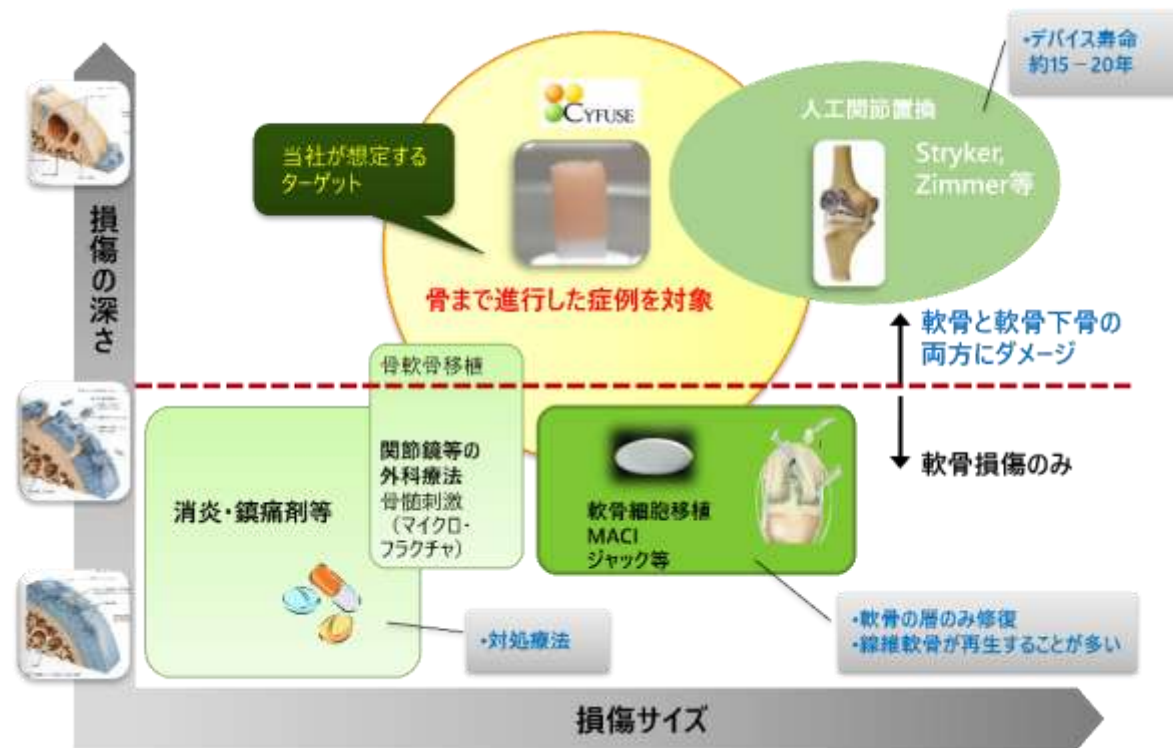 ・デバイス寿命
約15－20年
CYFUSE
人工関節置換
Stryker,
Zimmer等
当社が想定する
ターゲット
損傷の深さ
骨まで進行した症例を対象
軟骨と軟骨下骨の
両方にダメージ
骨軟骨移植
関節鏡等の
外科療法
骨髄刺激
（マイクロ・
フラクチャ）
軟骨損傷のみ
消炎・鎮痛剤等
軟骨細胞移植
MACI
ジャック等
・対処療法
・軟骨の層のみ修復
・線維軟骨が再生することが多い
損傷サイズ